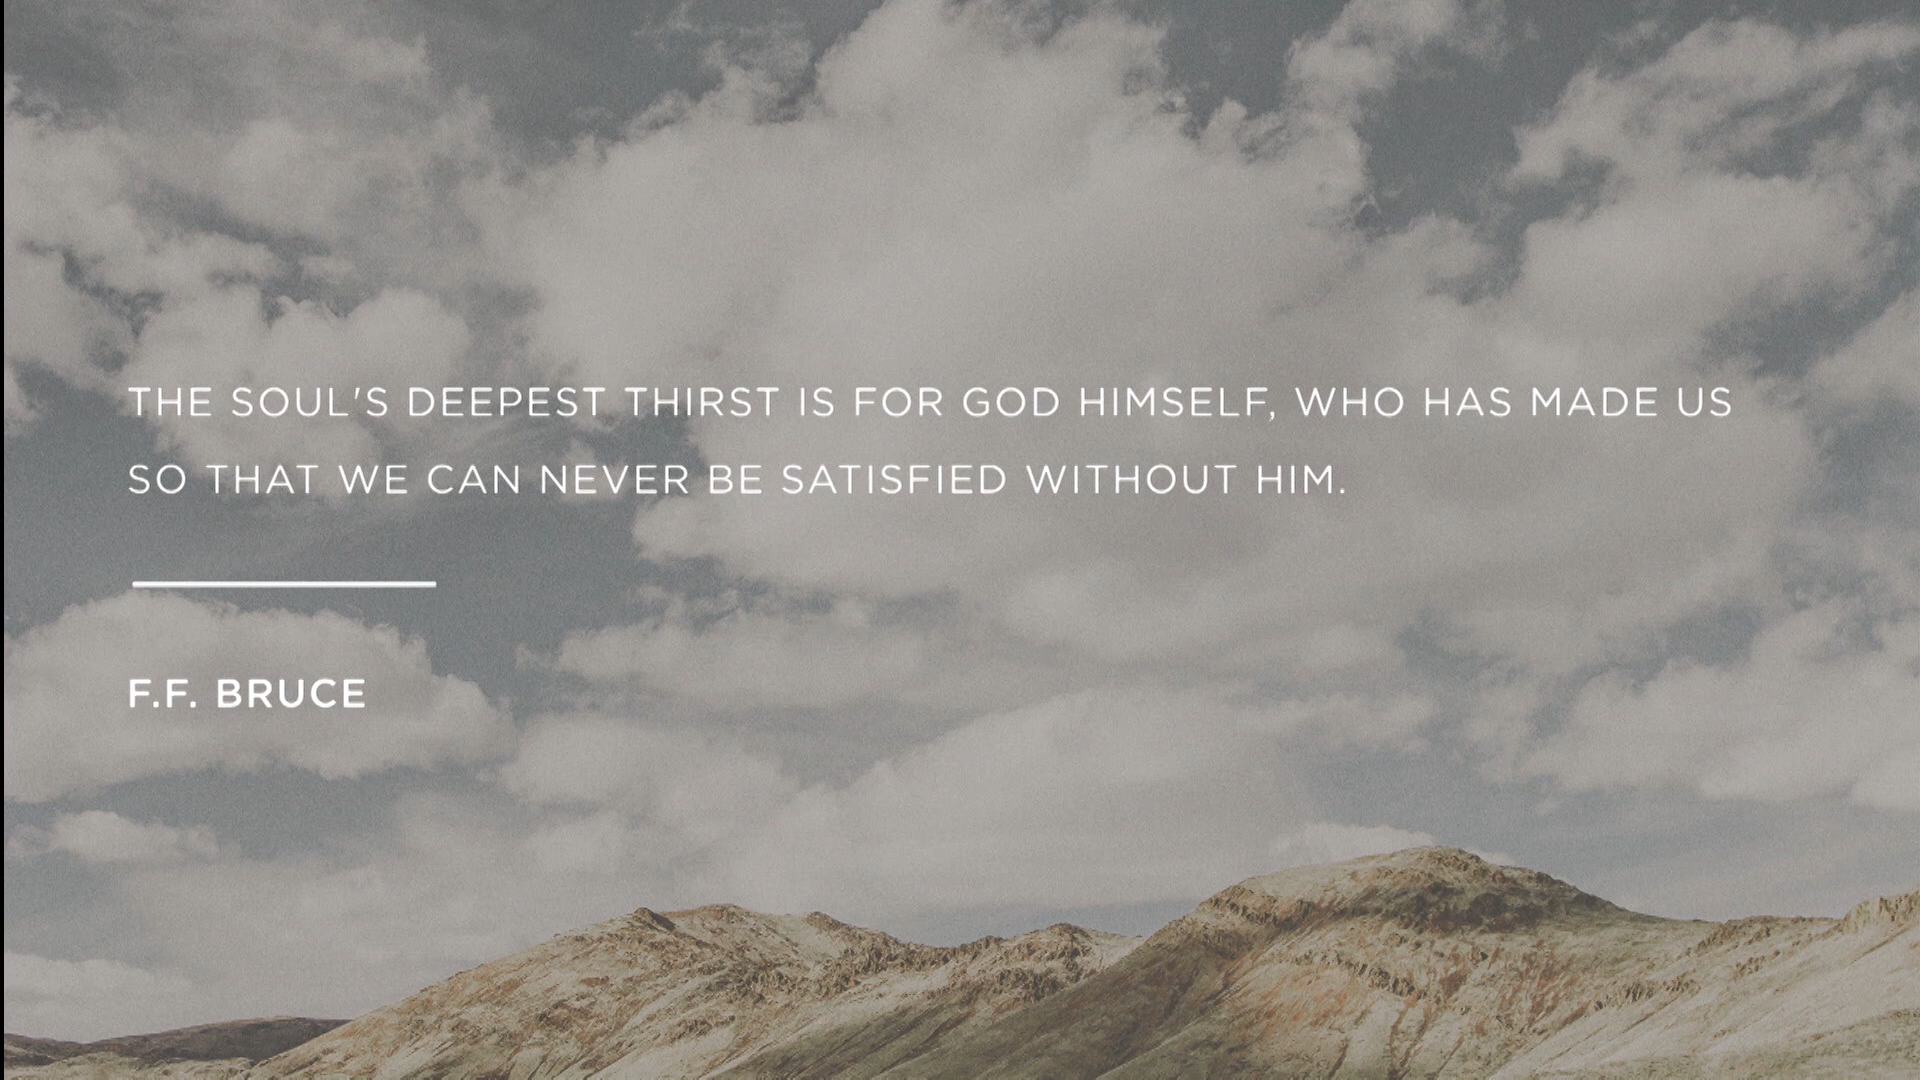 THE SOUL'S DEEPEST THIRST IS FOR GOD HIMSELF, WHO HAS MADE US
SO THAT WE CAN NEVER BE SATISFIED WITHOUT HIM.
F.F. BRUCE